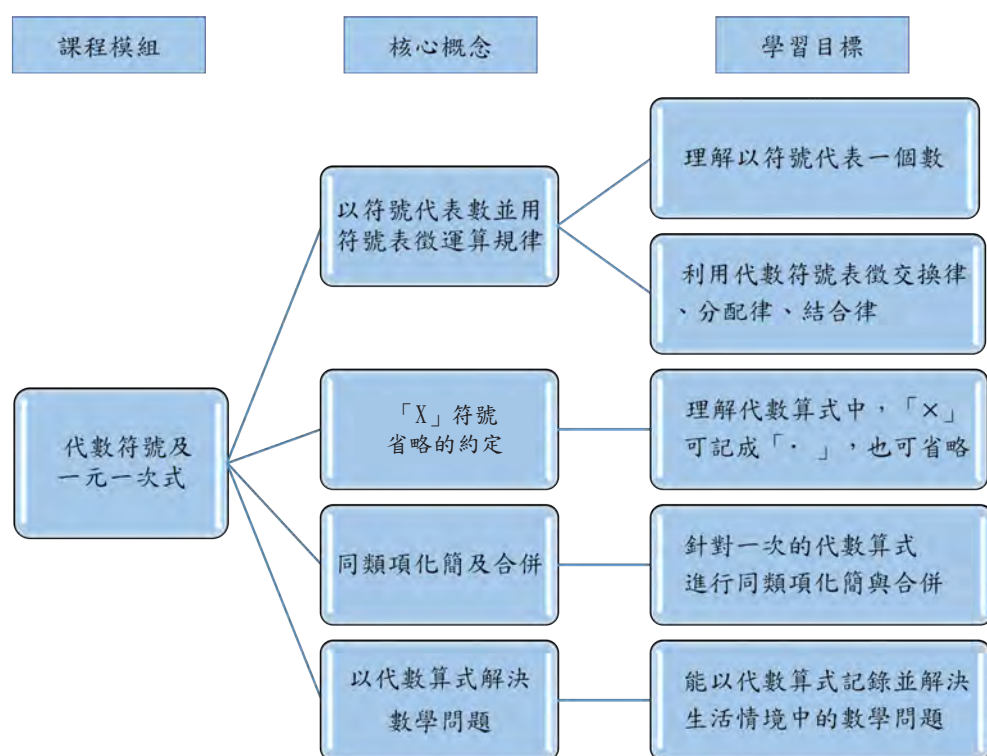 課程模組
核心概念
學習目標
代數符號及
一元一次式
以符號代表數並用
符號表徵運算規律
理解以符號代表一個數
利用代數符號表徵交換律
、分配律、結合律
「X」符號
省略的約定
理解代數算式中，「×」
可記成「· 」，也可省略
同類項化簡及合併
針對一次的代數算式
進行同類項化簡與合併
以代數算式解決
數學問題
能以代數算式記錄並解決
生活情境中的數學問題